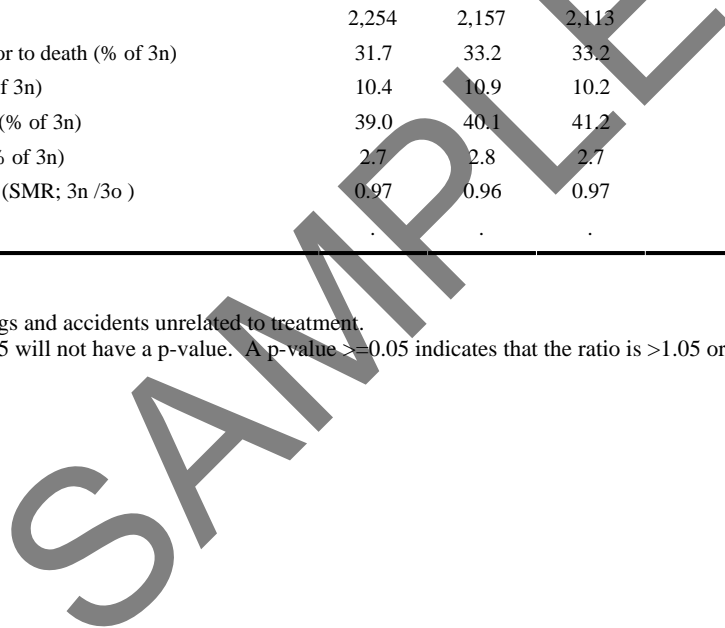 2,254 2,157 2,113
or to death (% of 3n) 31.7 33.2 33.2
f 3n) 10.4 10.9 10.2
(% of 3n) 39.0 40.1 41.2
% of 3n) 2.7 2.8 2.7
(SMR; 3n /3o ) 0.97 0.96 0.97
. . .
gs and accidents unrelated to treatment.
5 will not have a p-value. A p-value >=0.05 indicates that the ratio is >1.05 or
SAMPLE